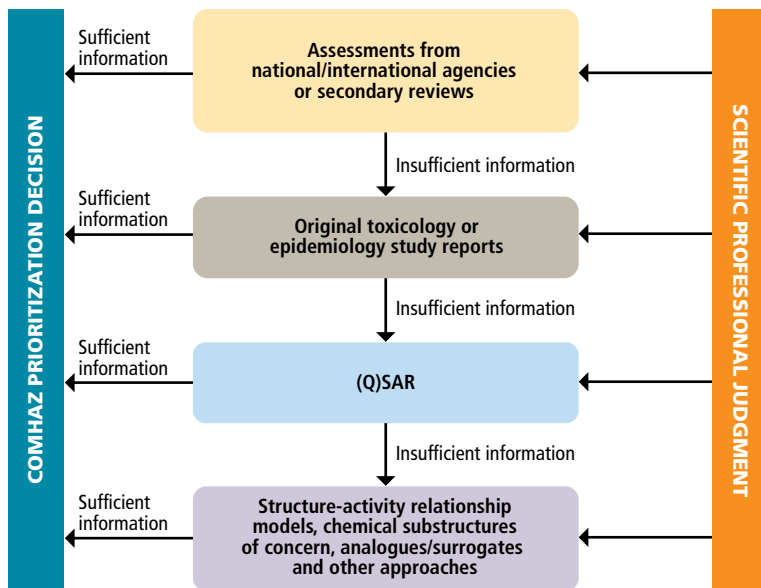 COMHAZ PRIORITIZATION DECISION
SCIENTIFIC PROFESSIONAL JUDGMENT
Sufficient
information
Assessments from
national/international agencies
or secondary reviews
Insufficient information
Sufficient
information
Original toxicology or
epidemiology study reports
Insufficient information
Sufficient
information
(Q)SAR
Insufficient information
Sufficient
information
Structure-activity relationship
models, chemical substructures
of concern, analogues/surrogates
and other approaches